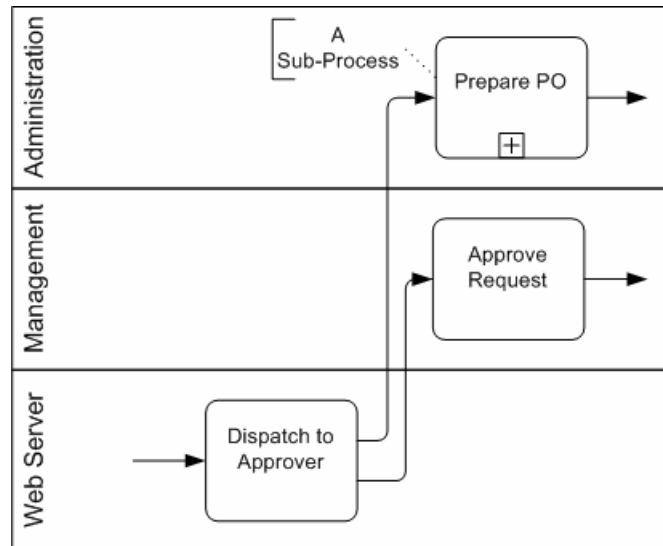 Administration
A
Sub-Process
Prepare PO
Management
Approve
Request
Web Server
Dispatch to
Approver